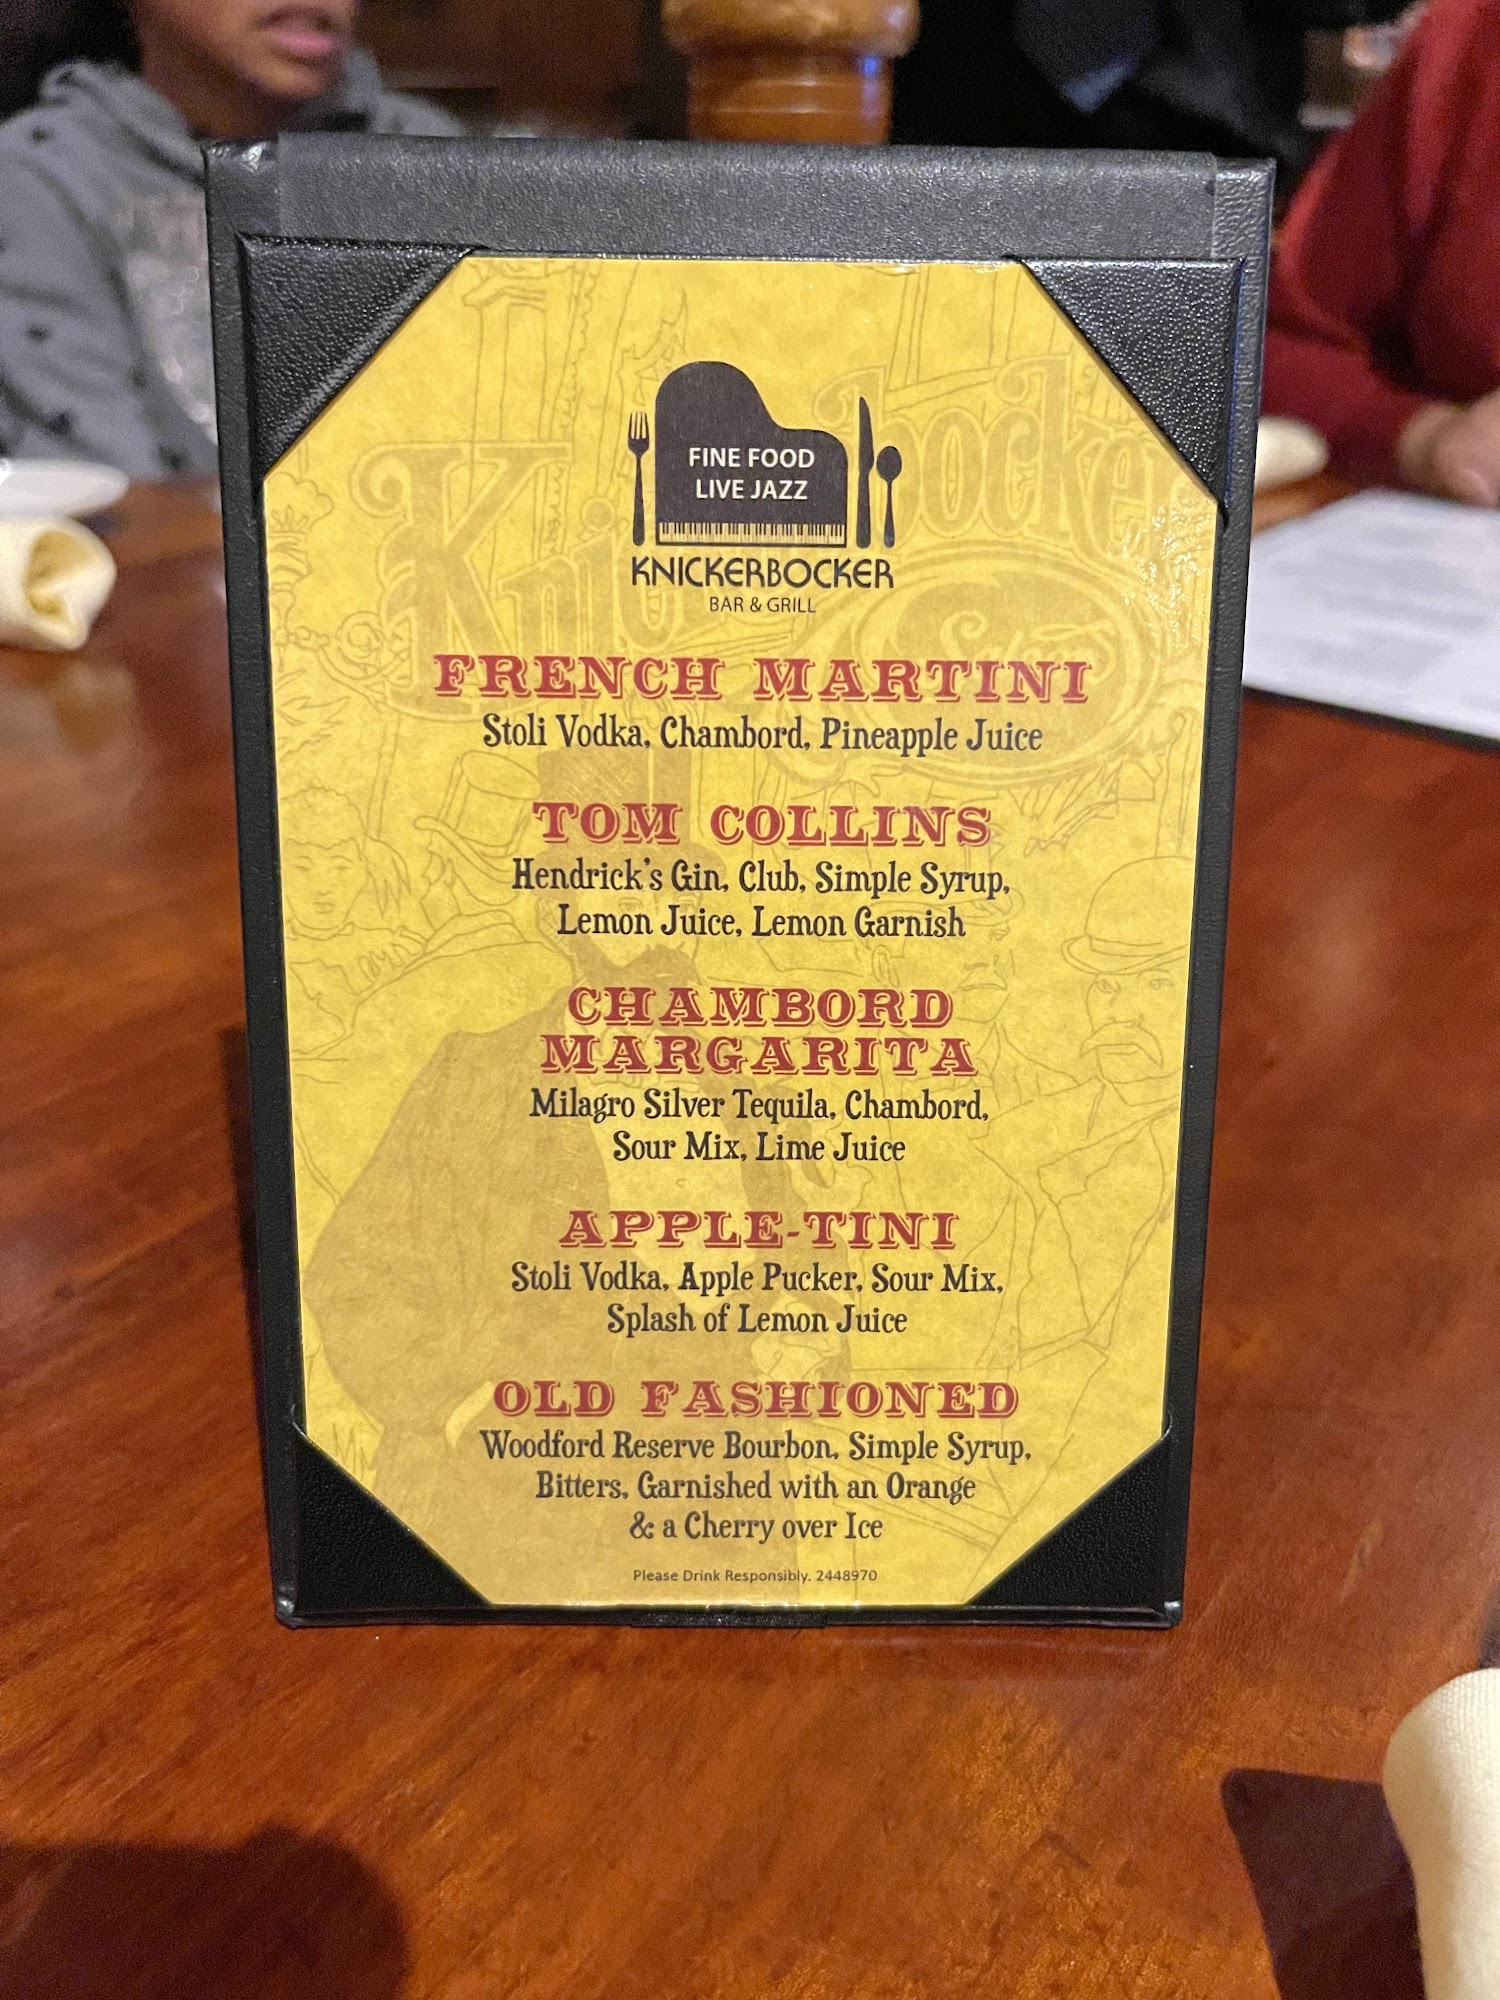 FINE FOOD
LIVE JAZZ
KNICKERBOCKER
BAR & GRILL
FRENCH MARTINI
Stoli Vodka, Chambord, Pineapple Juice
TOM COLLINS
Hendrick's Gin, Club, Simple Syrup,
Lemon Juice, Lemon Garnish
CHAMBORD
MARGARITA
Milagro Silver Tequila, Chambord,
Sour Mix, Lime Juice
APPLE-TINI
Stoli Vodka, Apple Pucker, Sour Mix,
Splash of Lemon Juice
OLD FASHIONED
Woodford Reserve Bourbon, Simple Syrup,
Bitters, Garnished with an Orange
& a Cherry over Ice
Please Drink Responsibly. 2448970